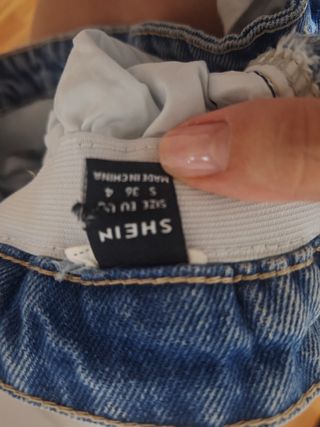 SHEIN
SIZE EU US
S 36 4
MADE IN CHINA